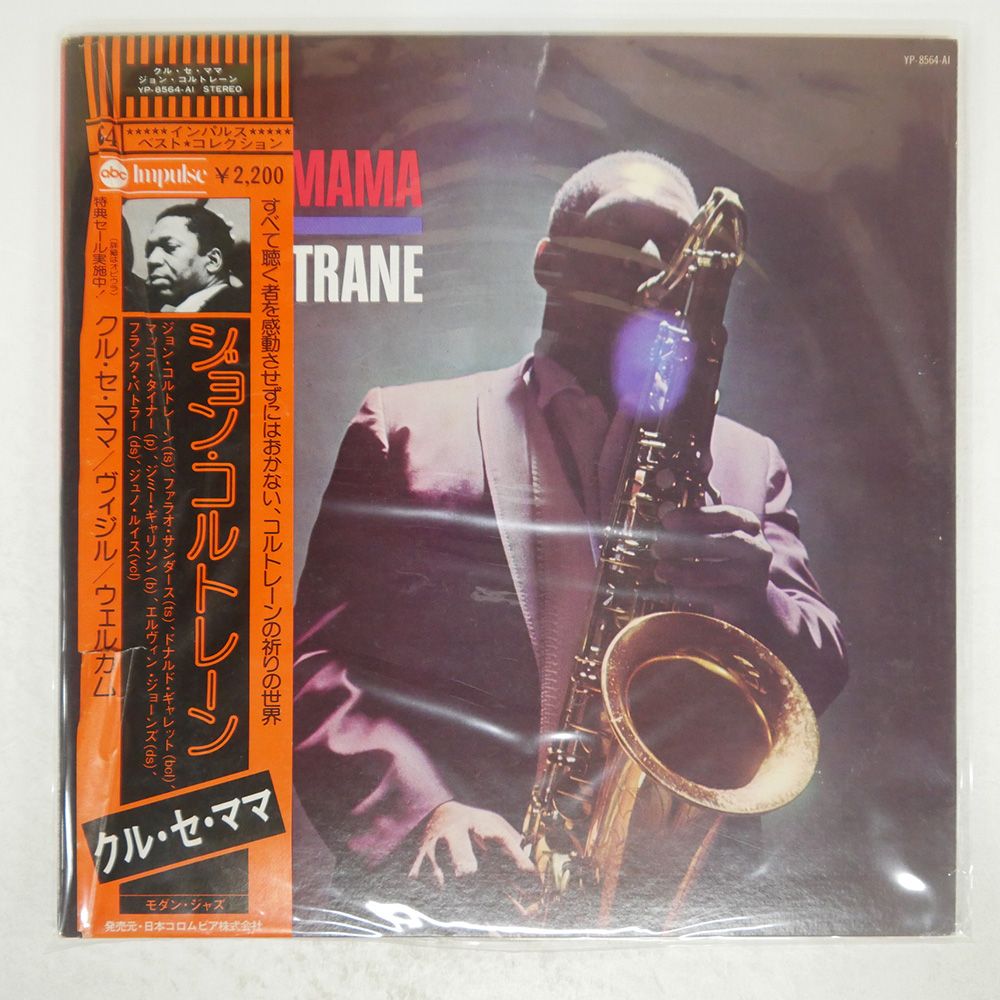 クル・セ・ママ
ジョン・コルトレーン
YP-8564-AI STEREO
64
★★★★★インパルス★★★★★
ベスト★コレクション
abc Impulse ¥2,200
特典セール実施中!
すべて聴く者を感動させずにはおかない、コルトレーンの祈りの世界
ジョン・コルトレーン
ジョン・コルトレーン(ts)、ファラオ・サンダース(ts)、ドナルド・ギャレット(bcl)、
マッコイ・タイナー(p)、ジミー・ギャリソン(b)、エルヴィン・ジョーンズ(ds)、
フランク・バトラー(ds)、ジュノ・ルイス(vcl)
クル・セ・ママ/ヴィジル/ウェルカム
クル・セ・ママ
モダン・ジャズ
発売元・日本コロムビア株式会社
YP-8564-AI
MAMA
TRANE